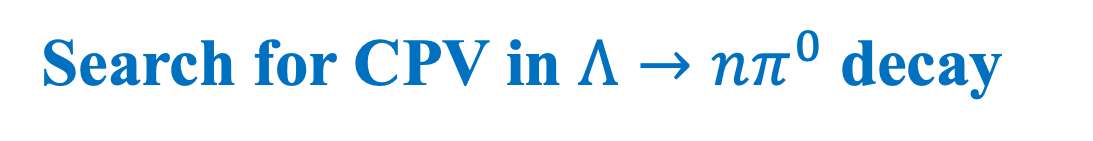 Search for CPV in Λ → nπ⁰ decay